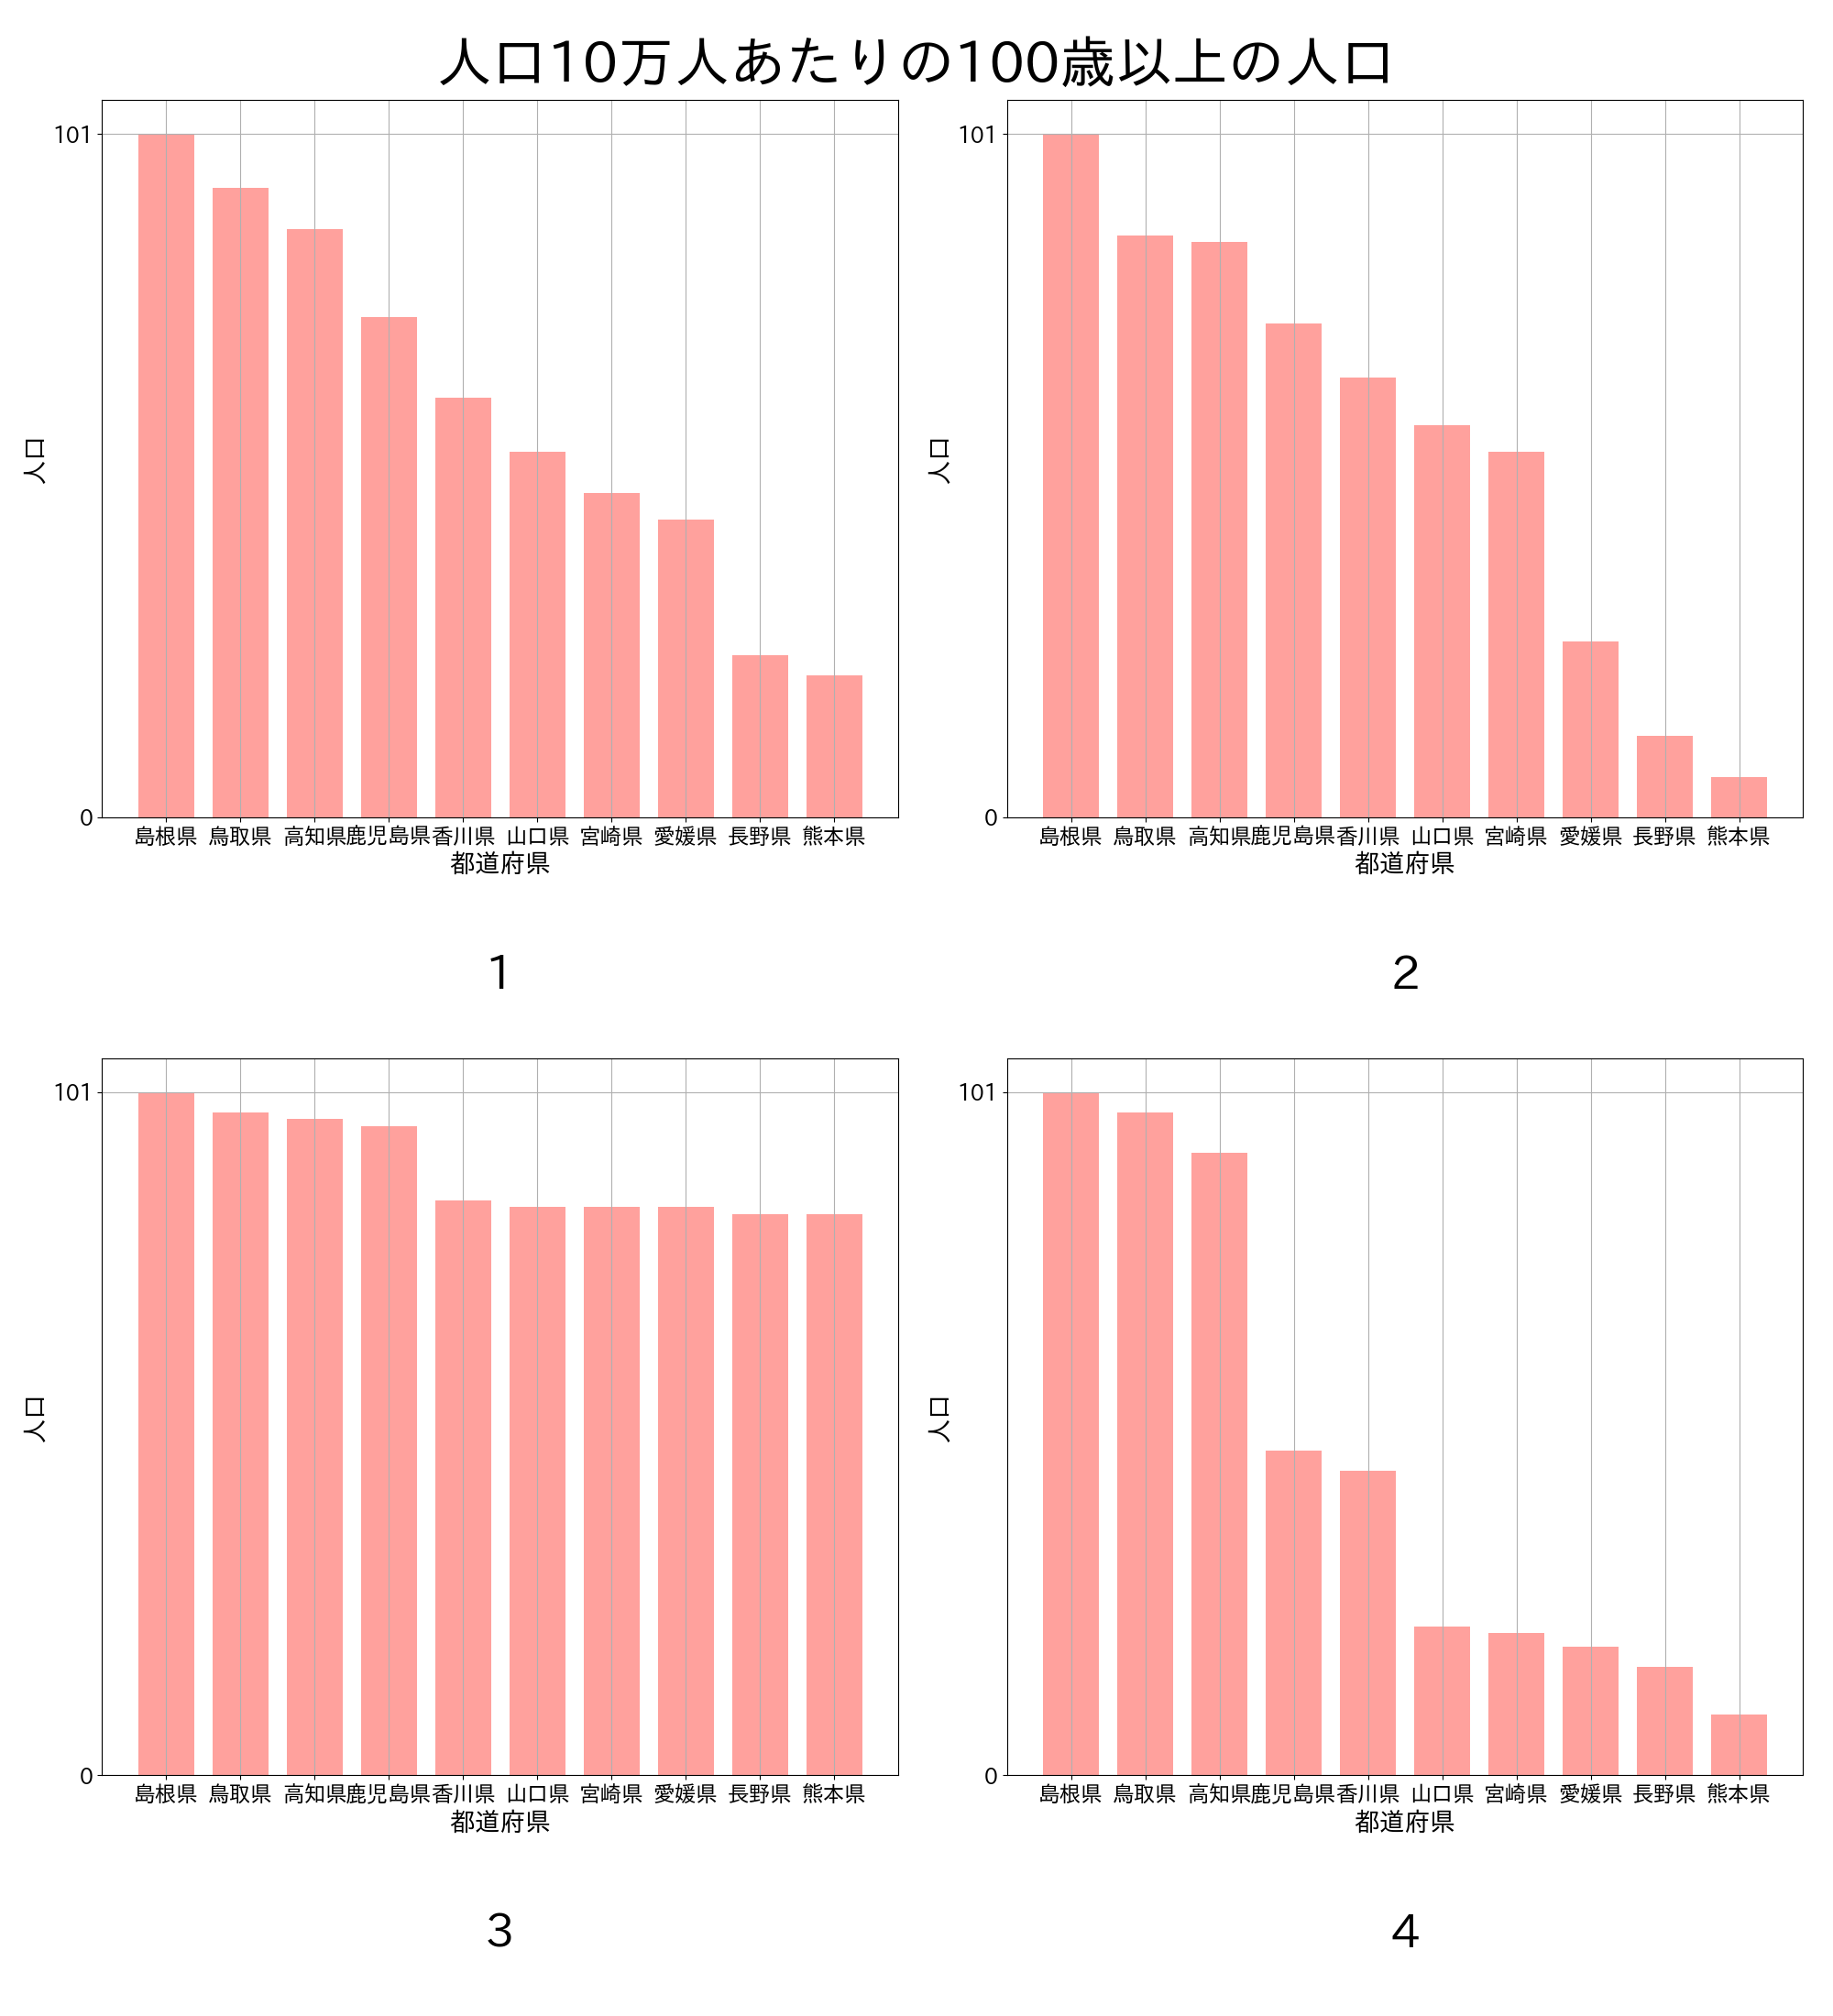 人口10万人あたりの100歳以上の人口
101
0
人口
島根県 鳥取県 高知県 鹿児島県 香川県 山口県 宮崎県 愛媛県 長野県 熊本県
都道府県
1
101
0
人口
島根県 鳥取県 高知県 鹿児島県 香川県 山口県 宮崎県 愛媛県 長野県 熊本県
都道府県
2
101
0
人口
島根県 鳥取県 高知県 鹿児島県 香川県 山口県 宮崎県 愛媛県 長野県 熊本県
都道府県
3
101
0
人口
島根県 鳥取県 高知県 鹿児島県 香川県 山口県 宮崎県 愛媛県 長野県 熊本県
都道府県
4